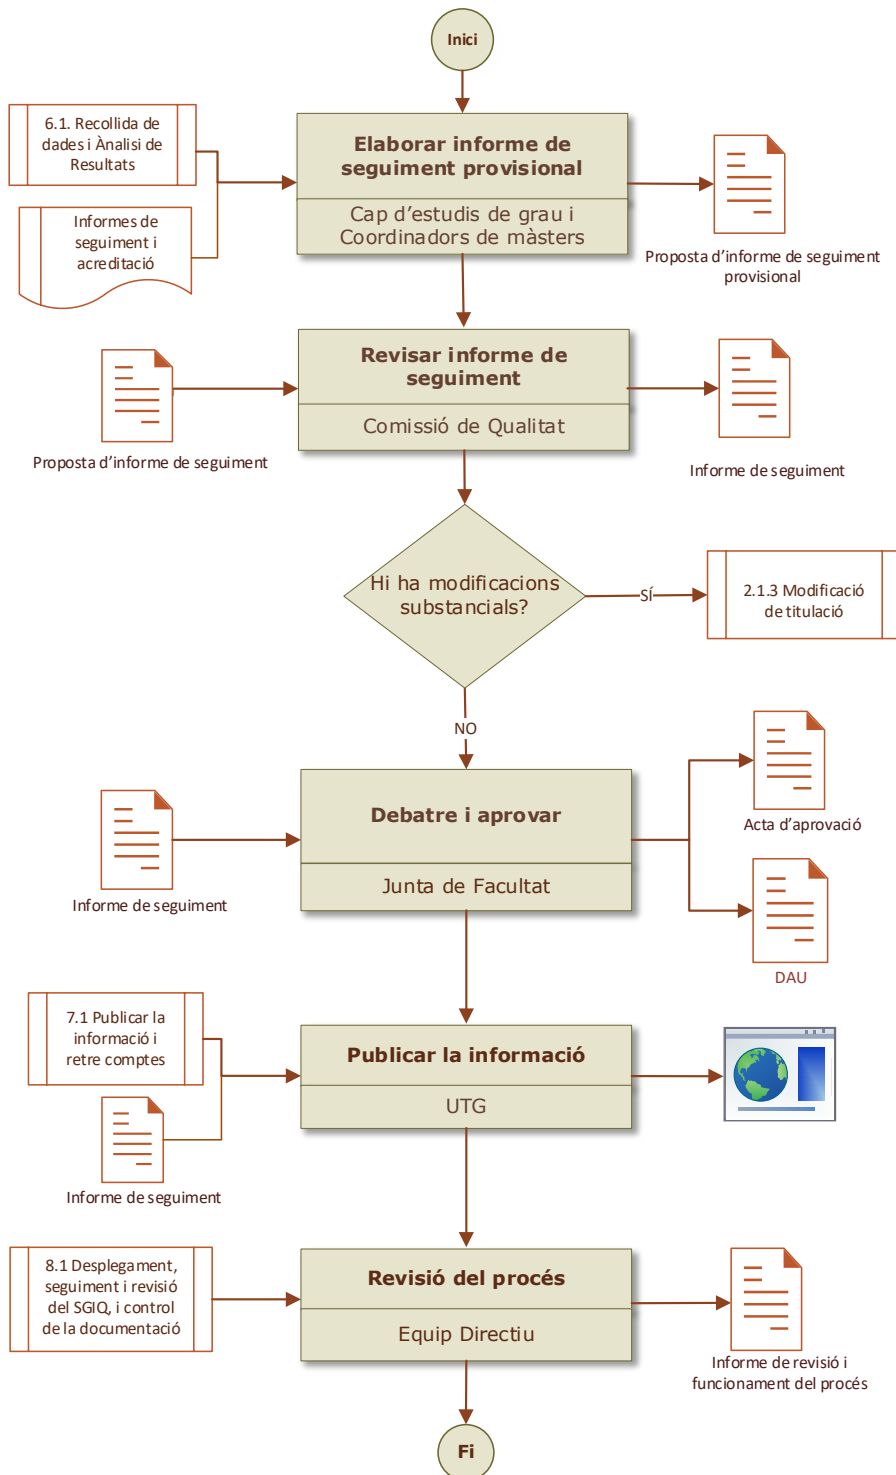 Inici
6.1. Recollida de
dades i Ànalisi de
Resultats
Elaborar informe de
seguiment provisional
Cap d'estudis de grau i
Coordinadors de màsters
Informes de
seguiment i
acreditació
Proposta d'informe de seguiment
provisional
Revisar informe de
seguiment
Comissió de Qualitat
Proposta d'informe de seguiment
Informe de seguiment
Hi ha modificacions
substancials?
SÍ
2.1.3 Modificació
de titulació
NO
Debatre i aprovar
Junta de Facultat
Informe de seguiment
Acta d'aprovació
DAU
7.1 Publicar la
informació i
retre comptes
Publicar la informació
UTG
Informe de seguiment
8.1 Desplegament,
seguiment i revisió
del SGIQ, i control
de la documentació
Revisió del procés
Equip Directiu
Informe de revisió i
funcionament del procés
Fi